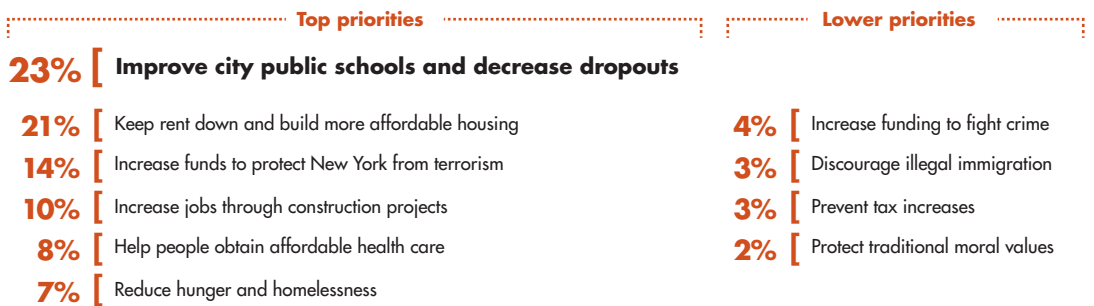 Top priorities
23% [ Improve city public schools and decrease dropouts
21% [ Keep rent down and build more affordable housing
14% [ Increase funds to protect New York from terrorism
10% [ Increase jobs through construction projects
8% [ Help people obtain affordable health care
7% [ Reduce hunger and homelessness
Lower priorities
4% [ Increase funding to fight crime
3% [ Discourage illegal immigration
3% [ Prevent tax increases
2% [ Protect traditional moral values